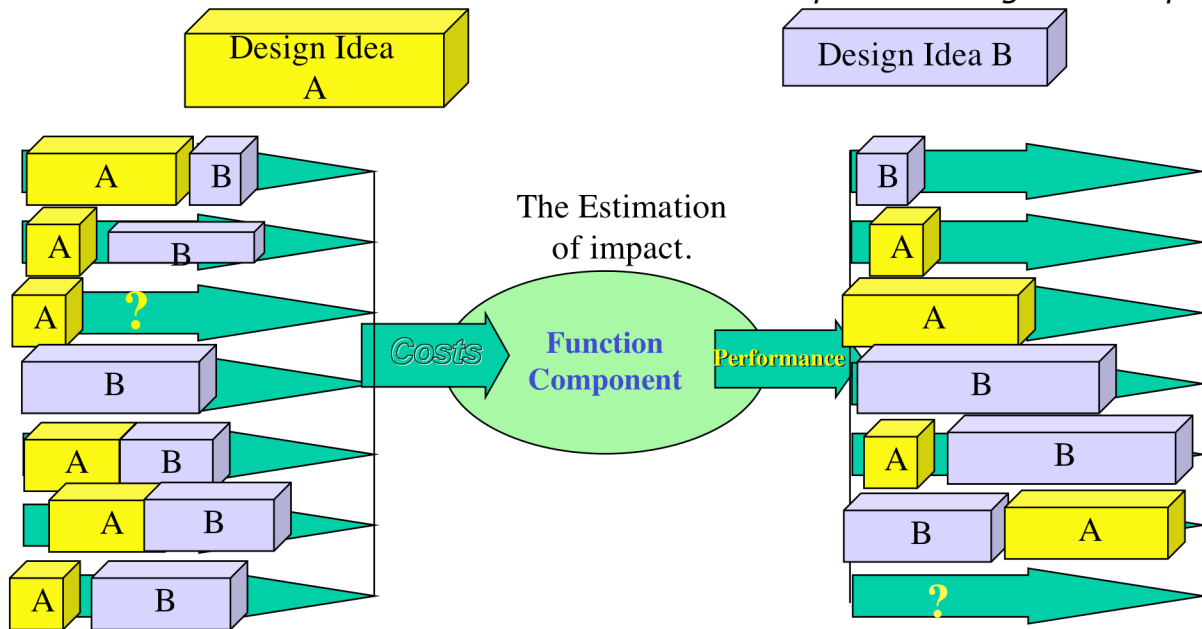 Design Idea
A
Design Idea B
A
B
A
B
A
?
B
A
B
A
B
A
B
The Estimation
of impact.
Costs
Function
Component
Performance
B
A
A
B
A
B
B
A
?